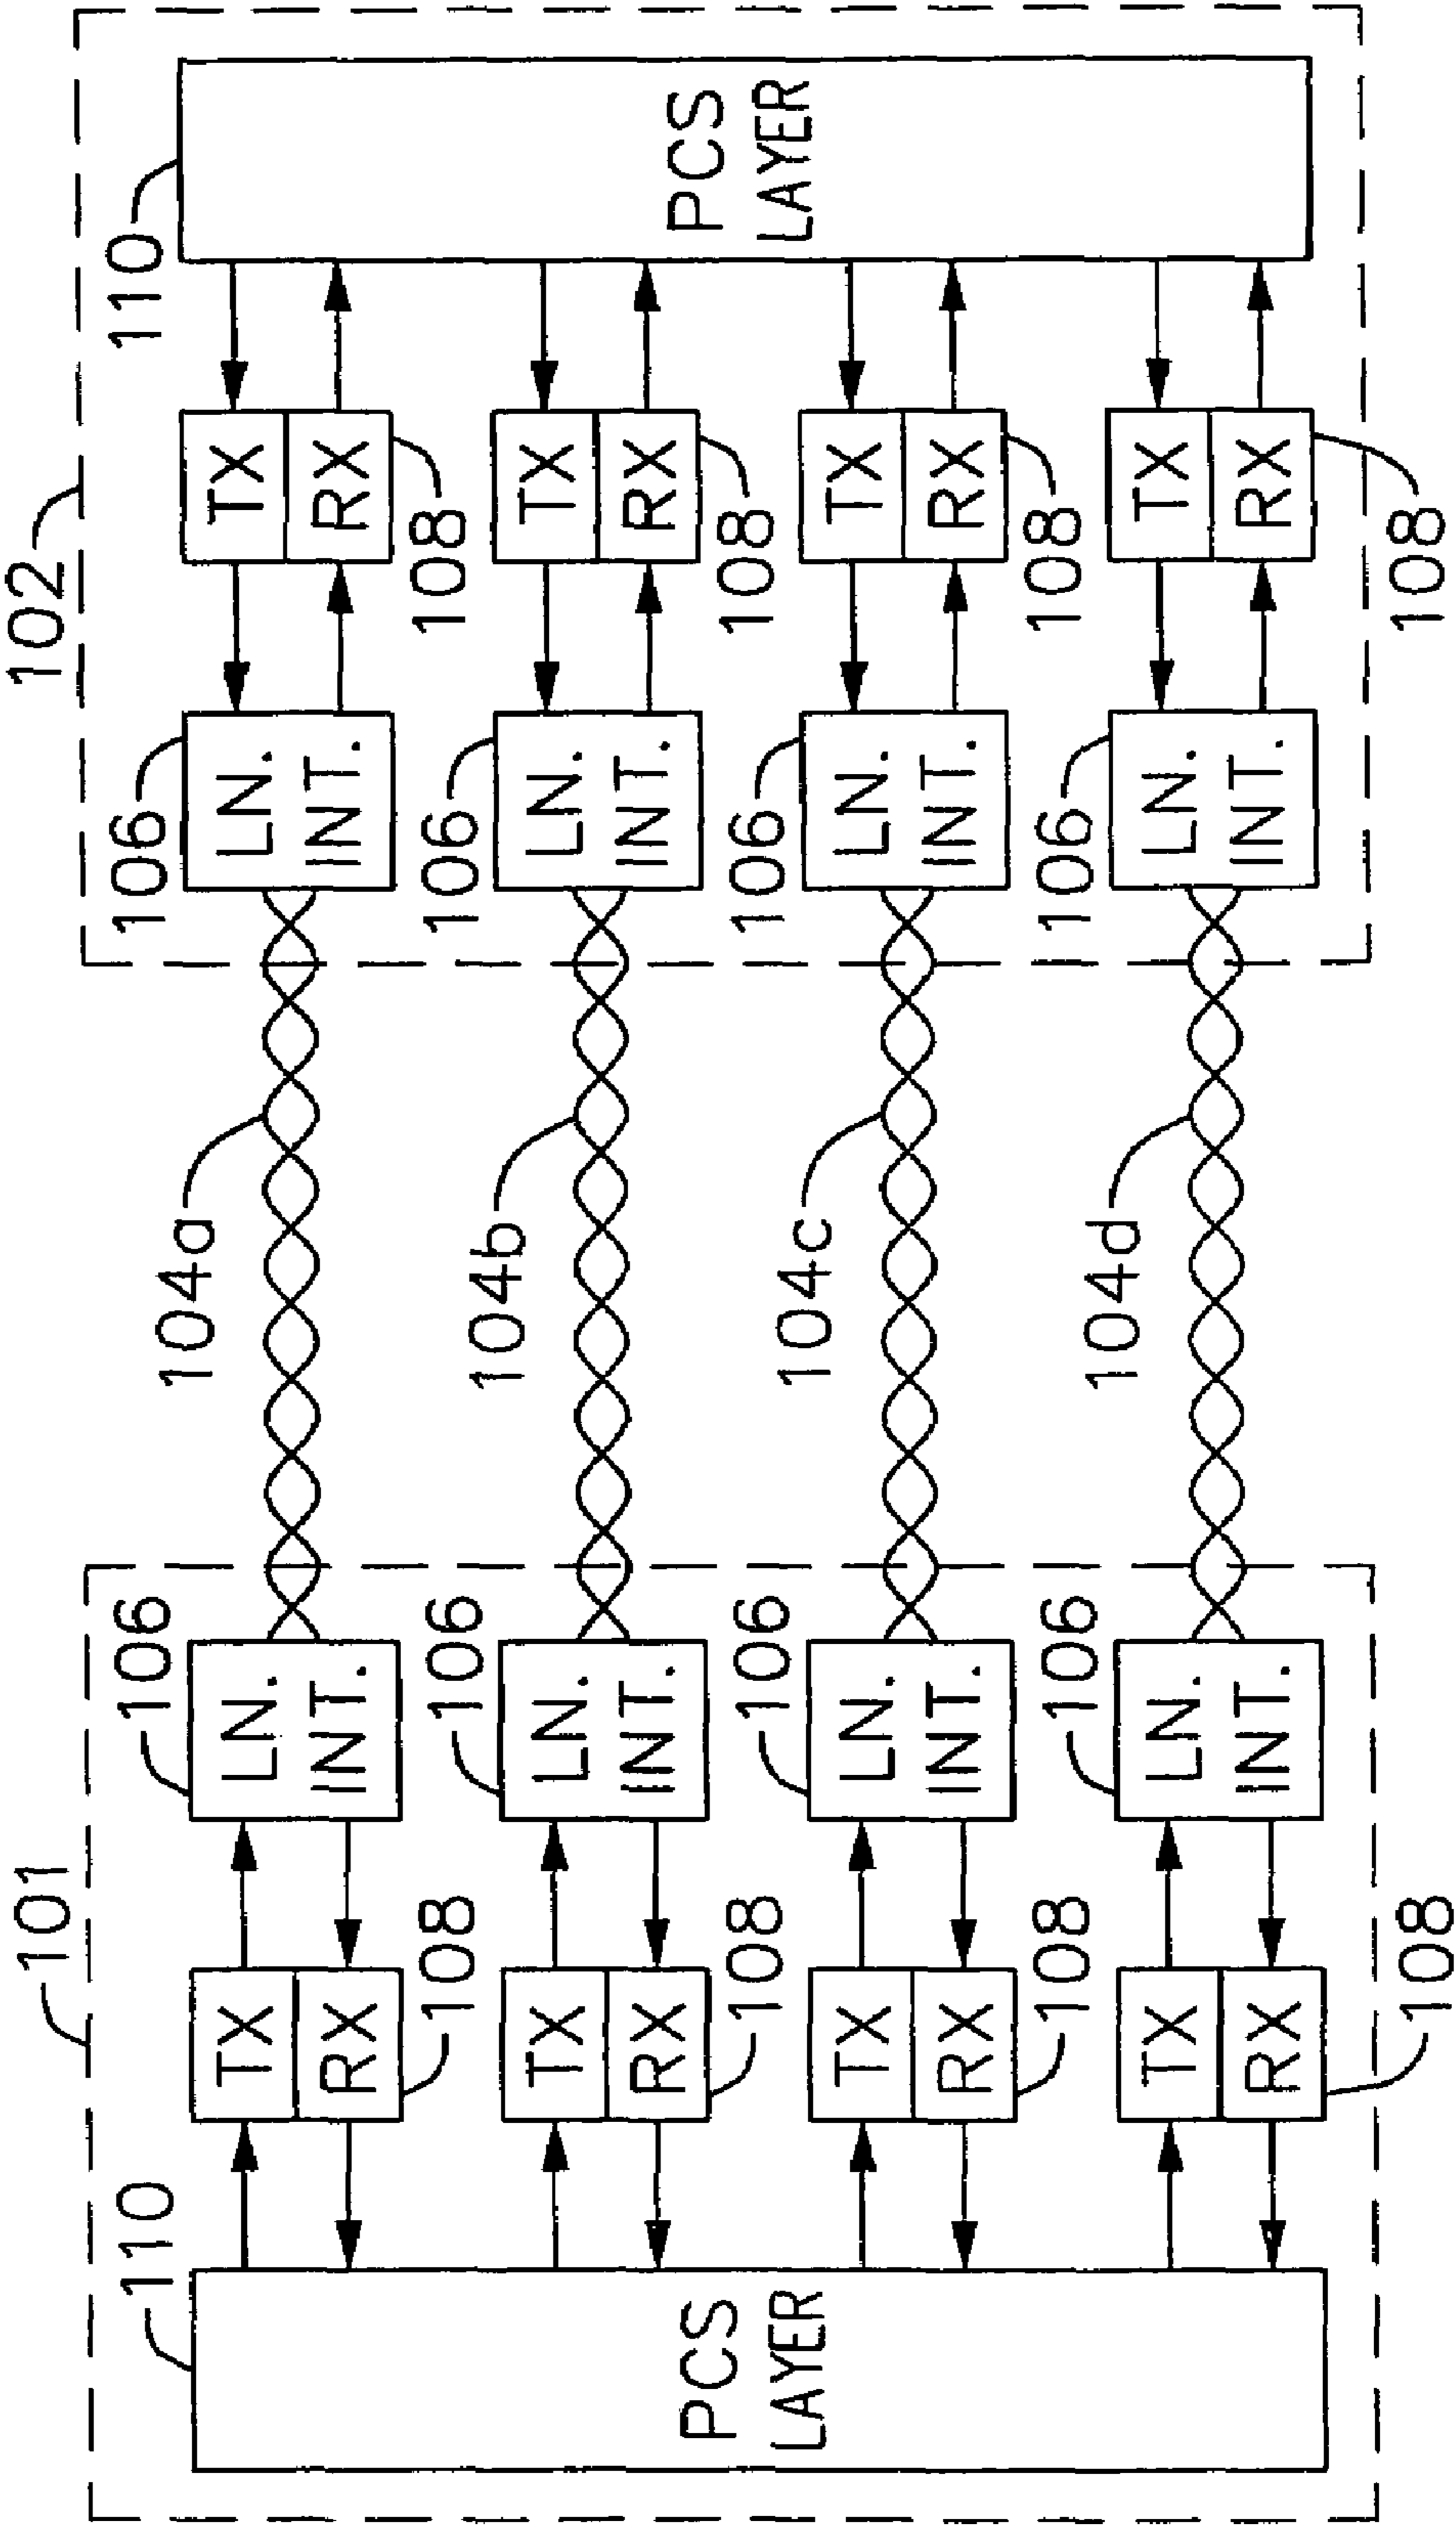 101
102
110
106
104a
106
110
TX
LN.
LN.
TX
RX
INT.
INT.
RX
108
108
106
104b
106
TX
LN.
LN.
TX
RX
INT.
INT.
RX
PCS
LAYER
PCS
LAYER
108
108
106
104c
106
TX
LN.
LN.
TX
RX
INT.
INT.
RX
108
108
106
104d
106
TX
LN.
LN.
TX
RX
INT.
INT.
RX
108
108